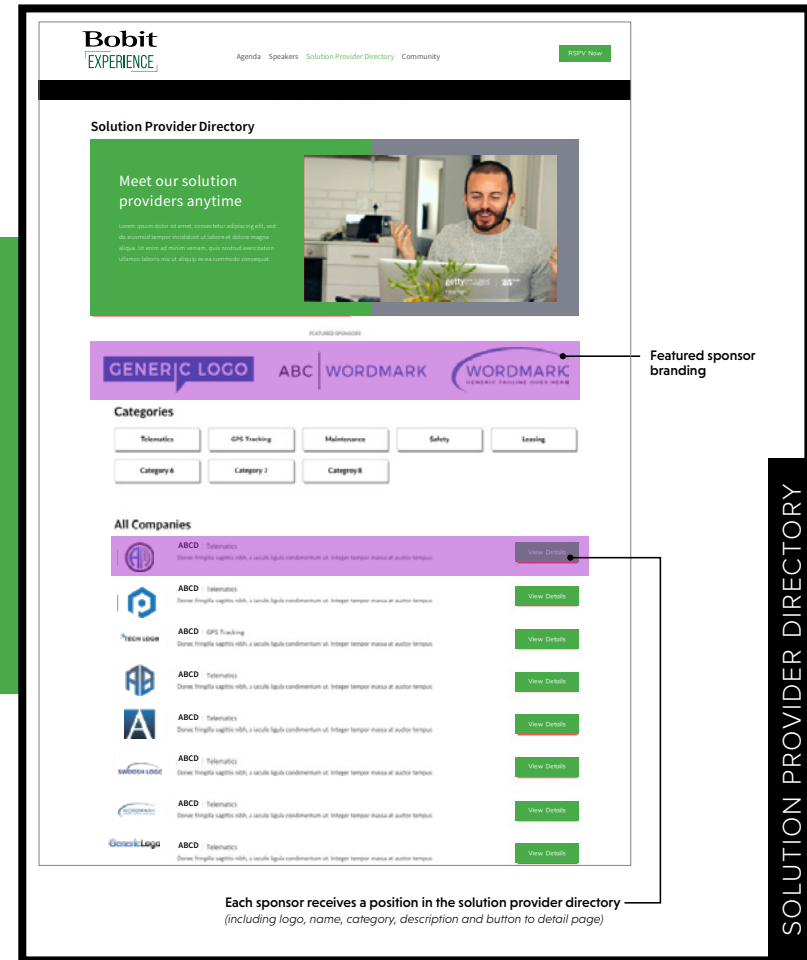 Bobit
EXPERIENCE
Agenda Speakers Solution Provider Directory Community
RSPV Now
Solution Provider Directory
Meet our solution
providers anytime
Lorem ipsum dolor sit amet, consectetur adipiscing elit, sed
do eiusmod tempor incididunt ut labore et dolore magna
aliqua. Ut enim ad minim veniam, quis nostrud exercitation
ullamco laboris nisi ut aliquip ex ea commodo consequat.
getty
FEATURED SPONSORS
GENERIC LOGO
ABC | WORDMARK
WORDMARK
GENERIC TAGLINE GOES HERE
Featured sponsor
branding
Categories
Telematics
GPS Tracking
Maintenance
Safety
Leasing
Category 6
Category 7
Categroy 8
All Companies
ABCD | Telematics
Donec fringilla sagittis nibh, a iaculis ligula condimentum ut. Integer tempor massa at auctor tempus
View Details
ABCD | Telematics
Donec fringilla sagittis nibh, a iaculis ligula condimentum ut. Integer tempor massa at auctor tempus
View Details
TECH LOGO
ABCD | GPS Tracking
Donec fringilla sagittis nibh, a iaculis ligula condimentum ut. Integer tempor massa at auctor tempus
View Details
AB
ABCD | Telematics
Donec fringilla sagittis nibh, a iaculis ligula condimentum ut. Integer tempor massa at auctor tempus
View Details
A
ABCD | Telematics
Donec fringilla sagittis nibh, a iaculis ligula condimentum ut. Integer tempor massa at auctor tempus
View Details
SWOOSH LOGO
ABCD | Telematics
Donec fringilla sagittis nibh, a iaculis ligula condimentum ut. Integer tempor massa at auctor tempus
View Details
WORDMARK
ABCD | Telematics
Donec fringilla sagittis nibh, a iaculis ligula condimentum ut. Integer tempor massa at auctor tempus
View Details
GenericLogo
ABCD | Telematics
Donec fringilla sagittis nibh, a iaculis ligula condimentum ut. Integer tempor massa at auctor tempus
View Details
Each sponsor receives a position in the solution provider directory
(including logo, name, category, description and button to detail page)
SOLUTION PROVIDER DIRECTORY